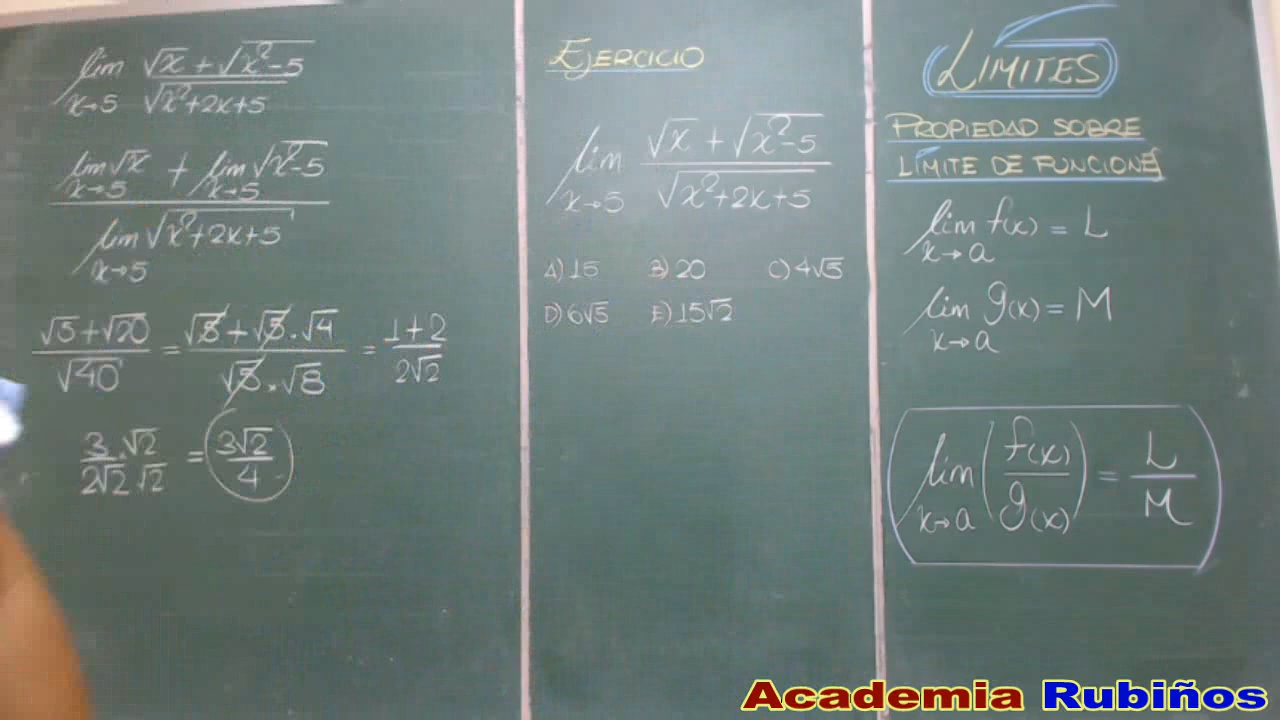 lim √x + √x²-5
x→5 √x²+2x+5
lim √x + lim √x²-5
x→5 x→5
lim √x²+2x+5
x→5
√5+√20 = √5+√5.√4 = 1+2
√40 √5.√8 2√2
3 . √2 = 3√2
2√2 √2 4
EJERCICIO
lim √x + √x²-5
x→5 √x²+2x+5
A) 15 B) 20 C) 4√5
D) 6√5 E) 15√2
LÍMITES
PROPIEDAD SOBRE
LÍMITE DE FUNCIONES
lim f(x) = L
x→a
lim g(x) = M
x→a
lim (f(x)/g(x)) = L/M
x→a
Academia Rubiños